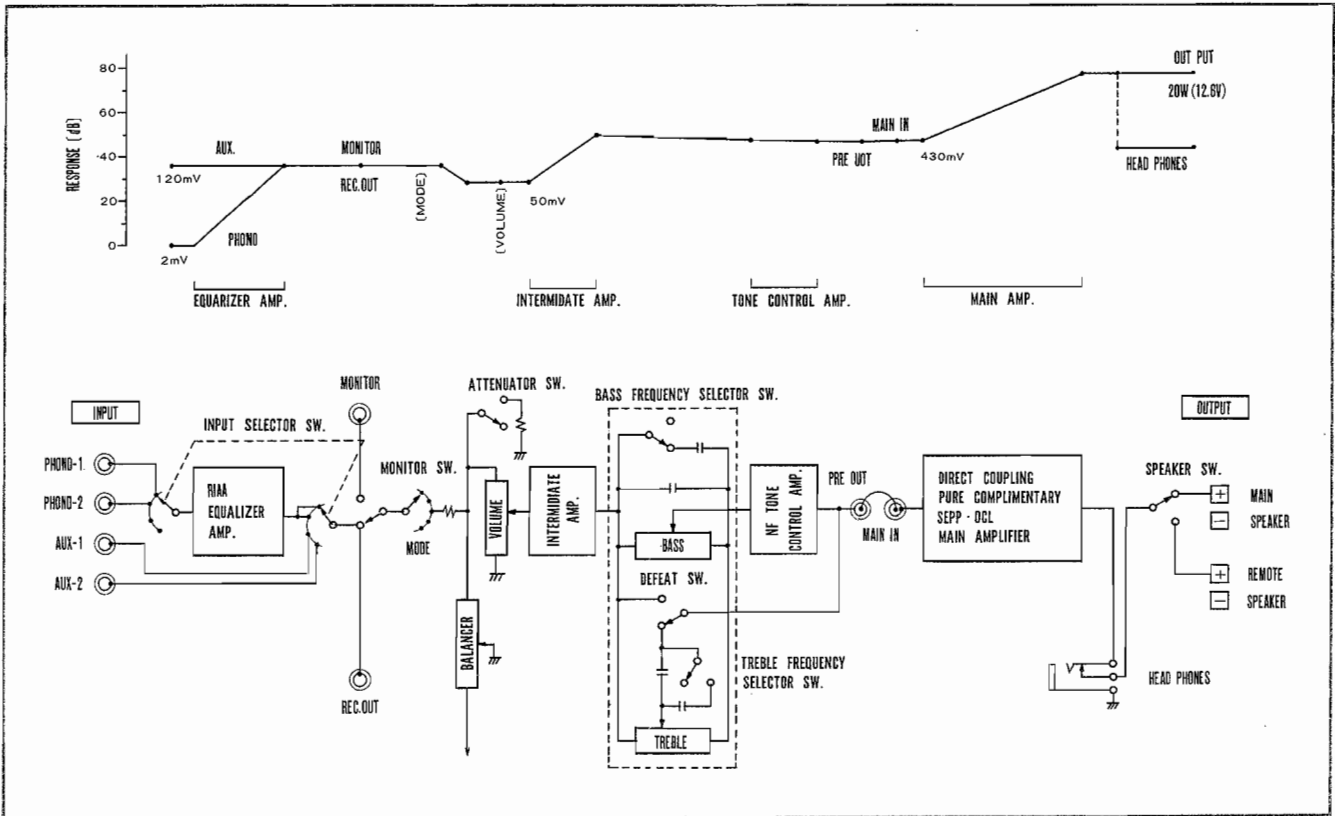 80
60
40
20
0
RESPONSE [dB]
OUT PUT
20W (12.6V)
MAIN IN
AUX.
MONITOR
120mV
REC.OUT
(MODE)
(VOLUME)
50mV
PRE UOT
430mV
HEAD PHONES
PHONO
2mV
EQUARIZER AMP.
INTERMIDATE AMP.
TONE CONTROL AMP.
MAIN AMP.
INPUT
INPUT SELECTOR SW.
MONITOR
ATTENUATOR SW.
BASS FREQUENCY SELECTOR SW.
OUTPUT
PHONO-1.
PHONO-2
AUX-1
AUX-2
RIAA
EQUALIZER
AMP.
MONITOR SW.
MODE
VOLUME
INTERMIDIATE
AMP.
BASS
DEFEAT SW.
NF TONE
CONTROL AMP.
PRE OUT
MAIN IN
DIRECT COUPLING
PURE COMPLIMENTARY
SEPP·OCL
MAIN AMPLIFIER
SPEAKER SW.
+ MAIN
− SPEAKER
+ REMOTE
− SPEAKER
BALANCER
REC.OUT
TREBLE FREQUENCY
SELECTOR SW.
TREBLE
HEAD PHONES